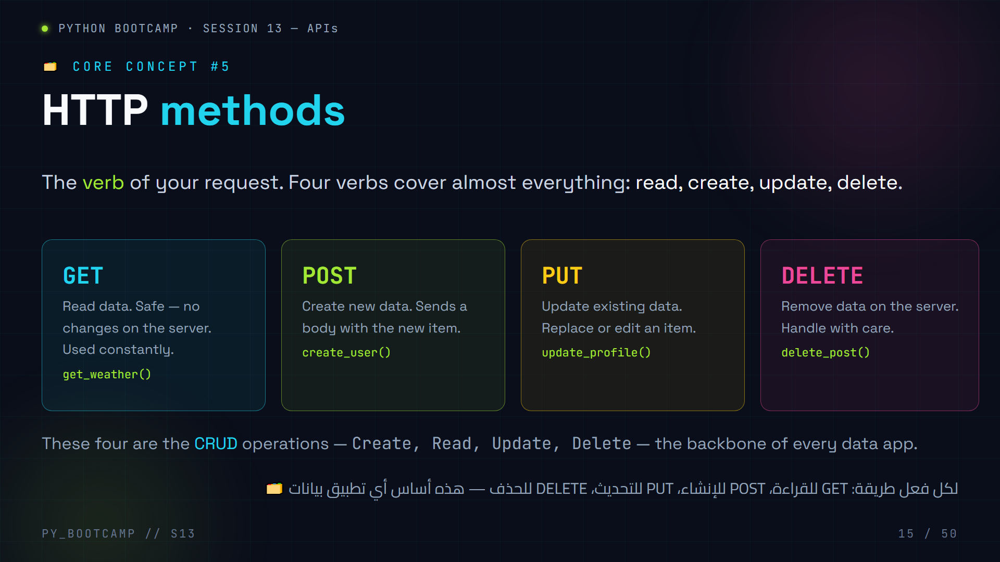 PYTHON BOOTCAMP · SESSION 13 — APIs
🗂️ CORE CONCEPT #5
HTTP methods
The verb of your request. Four verbs cover almost everything: read, create, update, delete.
GET
Read data. Safe — no
changes on the server.
Used constantly.
get_weather()
POST
Create new data. Sends a
body with the new item.
create_user()
PUT
Update existing data.
Replace or edit an item.
update_profile()
DELETE
Remove data on the server.
Handle with care.
delete_post()
These four are the CRUD operations — Create, Read, Update, Delete — the backbone of every data app.
لكل فعل طريقة: GET للقراءة، POST للإنشاء، PUT للتحديث، DELETE للحذف — هذه أساس أي تطبيق بيانات 🗂️
PY_BOOTCAMP // S13
15 / 50